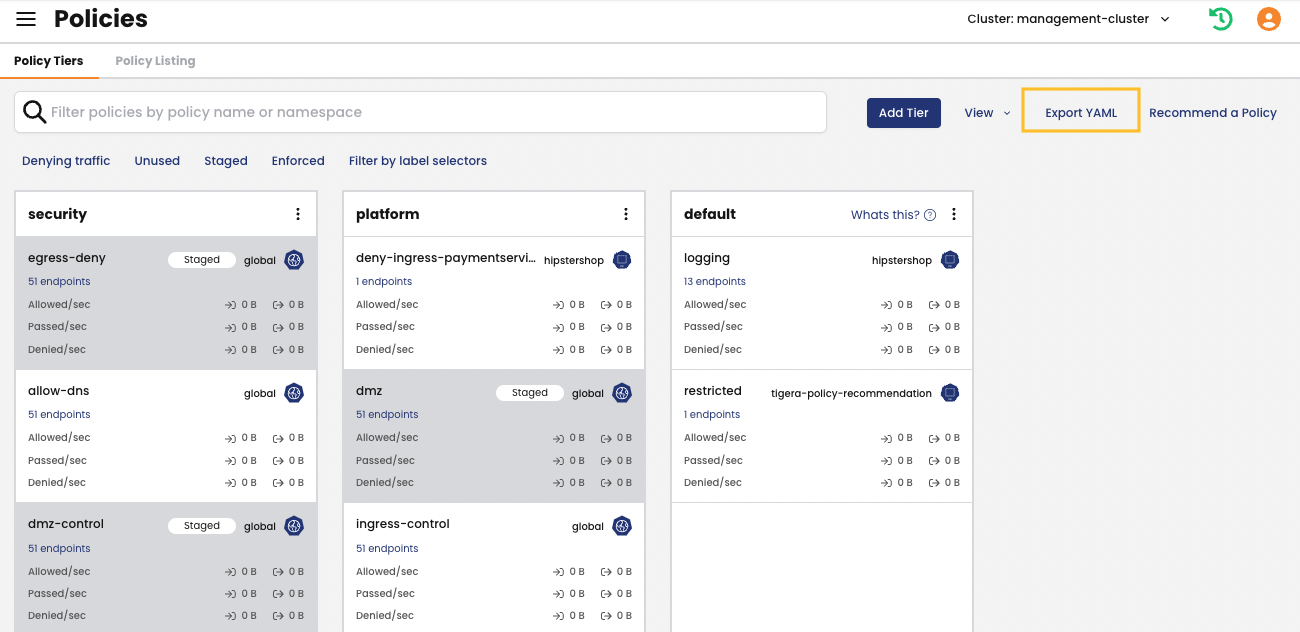 Policies
Cluster: management-cluster
Policy Tiers
Policy Listing
Filter policies by policy name or namespace
Add Tier
View
Export YAML
Recommend a Policy
Denying traffic
Unused
Staged
Enforced
Filter by label selectors
security
egress-deny Staged global
51 endpoints
Allowed/sec 0 B 0 B
Passed/sec 0 B 0 B
Denied/sec 0 B 0 B
allow-dns global
51 endpoints
Allowed/sec 0 B 0 B
Passed/sec 0 B 0 B
Denied/sec 0 B 0 B
dmz-control Staged global
51 endpoints
Allowed/sec 0 B 0 B
Passed/sec 0 B 0 B
Denied/sec 0 B 0 B
platform
deny-ingress-paymentservi... hipstershop
1 endpoints
Allowed/sec 0 B 0 B
Passed/sec 0 B 0 B
Denied/sec 0 B 0 B
dmz Staged global
51 endpoints
Allowed/sec 0 B 0 B
Passed/sec 0 B 0 B
Denied/sec 0 B 0 B
ingress-control global
51 endpoints
Allowed/sec 0 B 0 B
Passed/sec 0 B 0 B
Denied/sec 0 B 0 B
default Whats this? ?
logging hipstershop
13 endpoints
Allowed/sec 0 B 0 B
Passed/sec 0 B 0 B
Denied/sec 0 B 0 B
restricted tigera-policy-recommendation
1 endpoints
Allowed/sec 0 B 0 B
Passed/sec 0 B 0 B
Denied/sec 0 B 0 B